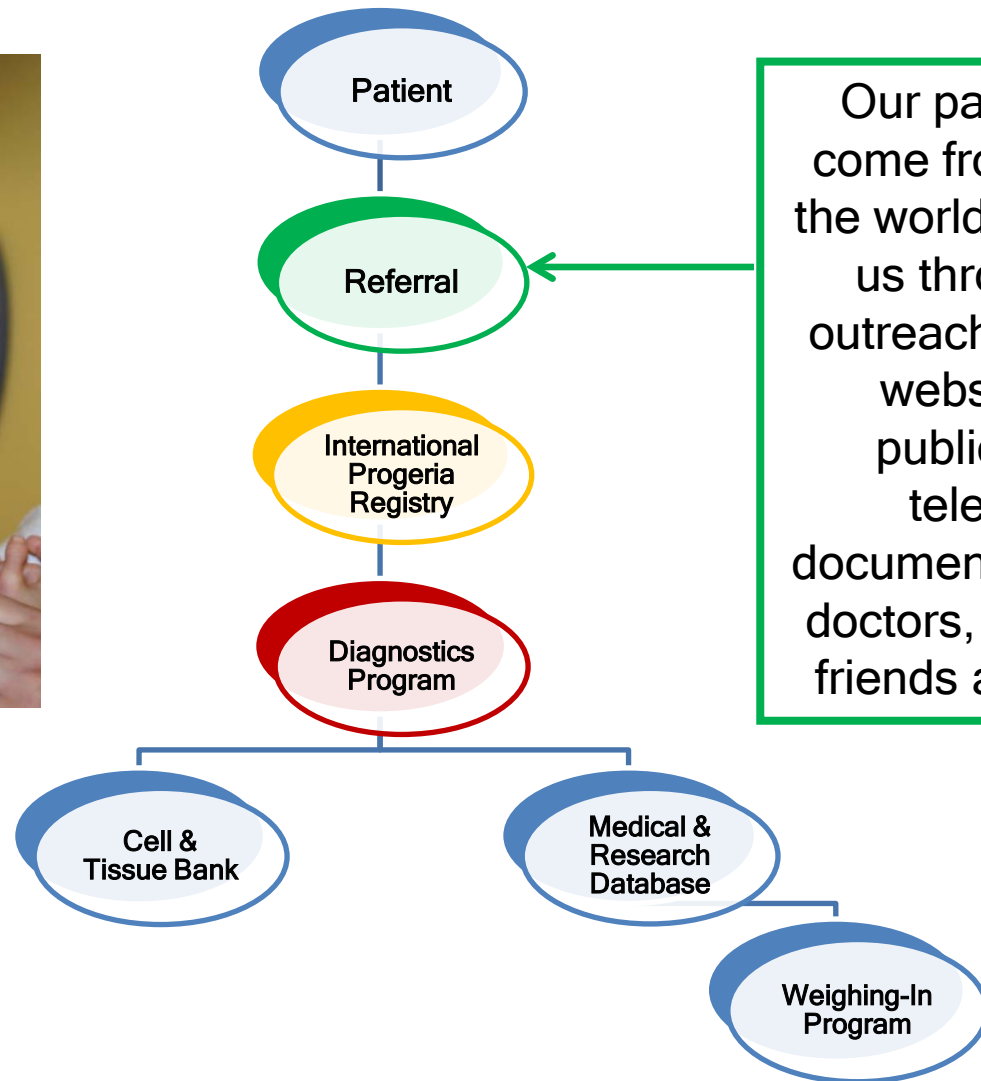 Patient
Referral
International
Progeria
Registry
Diagnostics
Program
Cell &
Tissue Bank
Medical &
Research
Database
Weighing-In
Program
Our pa
come fro
the world
us thro
outreach
webs
public
tele
documen
doctors,
friends a